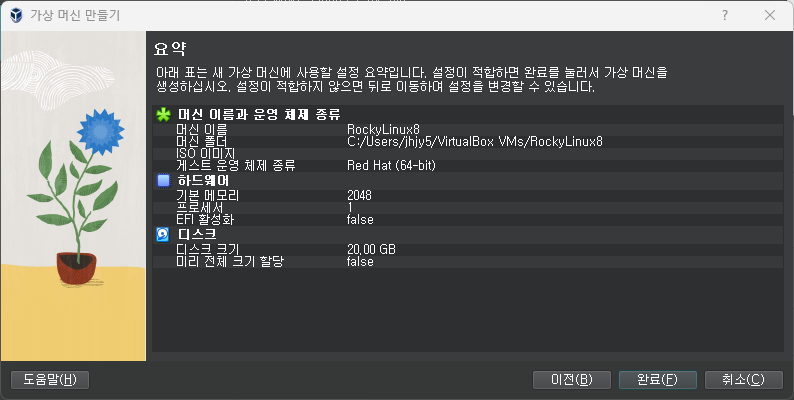 가상 머신 만들기
?
요약
아래 표는 새 가상 머신에 사용할 설정 요약입니다. 설정이 적합하면 완료를 눌러서 가상 머신을
생성하십시오. 설정이 적합하지 않으면 뒤로 이동하여 설정을 변경할 수 있습니다.
머신 이름과 운영 체제 종류
머신 이름 RockyLinux8
머신 폴더 C:/Users/jhjy5/VirtualBox VMs/RockyLinux8
ISO 이미지
게스트 운영 체제 종류 Red Hat (64-bit)
하드웨어
기본 메모리 2048
프로세서 1
EFI 활성화 false
디스크
디스크 크기 20,00 GB
미리 전체 크기 할당 false
도움말(H) 이전(B) 완료(F) 취소(C)